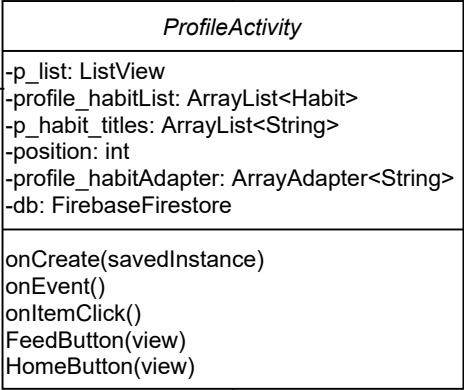 ProfileActivity
-p_list: ListView
-profile_habitList: ArrayList<Habit>
-p_habit_titles: ArrayList<String>
-position: int
-profile_habitAdapter: ArrayAdapter<String>
-db: FirebaseFirestore
onCreate(savedInstance)
onEvent()
onItemClick()
FeedButton(view)
HomeButton(view)